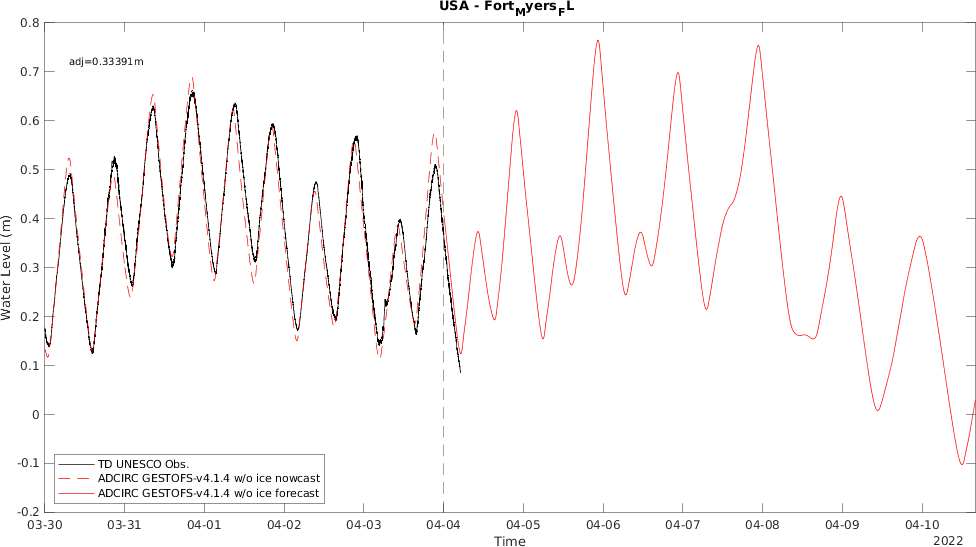 USA - Fort_Myers_FL
0.8
0.7
0.6
0.5
0.4
0.3
0.2
0.1
0
-0.1
-0.2
Water Level (m)
adj=0.33391m
TD UNESCO Obs.
ADCIRC GESTOFS-v4.1.4 w/o ice nowcast
ADCIRC GESTOFS-v4.1.4 w/o ice forecast
03-30 03-31 04-01 04-02 04-03 04-04 04-05 04-06 04-07 04-08 04-09 04-10
Time
2022